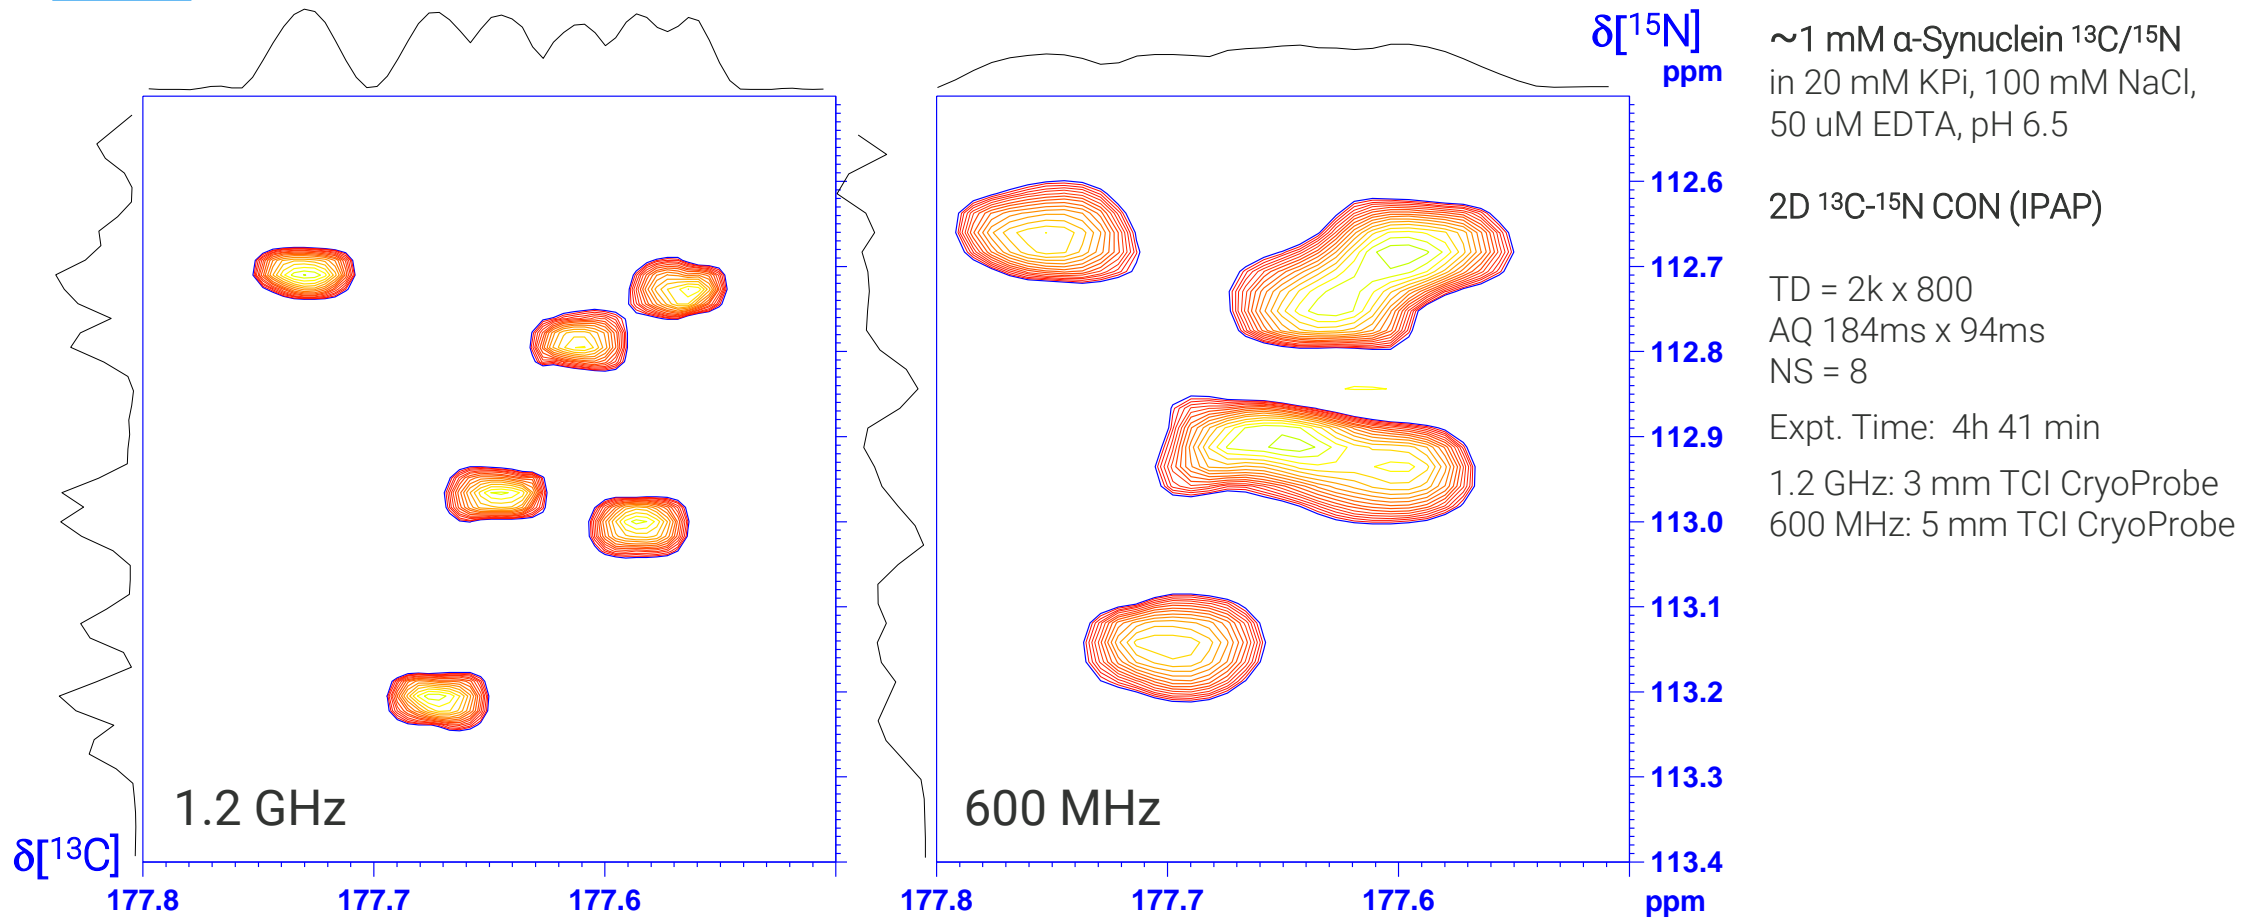 δ[¹⁵N]
ppm
~1 mM α-Synuclein ¹³C/¹⁵N
in 20 mM KPi, 100 mM NaCl,
50 uM EDTA, pH 6.5
2D ¹³C-¹⁵N CON (IPAP)
TD = 2k x 800
AQ 184ms x 94ms
NS = 8
Expt. Time: 4h 41 min
1.2 GHz: 3 mm TCI CryoProbe
600 MHz: 5 mm TCI CryoProbe
112.6
112.7
112.8
112.9
113.0
113.1
113.2
113.3
113.4
1.2 GHz
600 MHz
δ[¹³C]
177.8 177.7 177.6
177.8 177.7 177.6 ppm